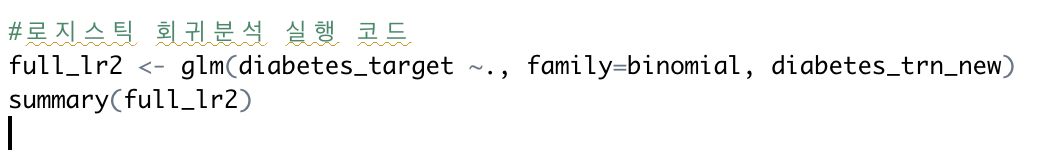 #로지스틱 회귀분석 실행 코드
full_lr2 <- glm(diabetes_target ~., family=binomial, diabetes_trn_new)
summary(full_lr2)